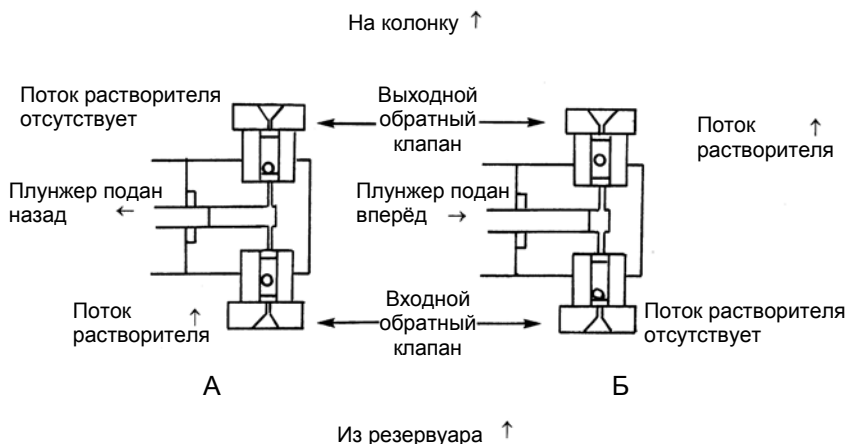 На колонку ↑
Поток растворителя
отсутствует
Выходной
обратный
клапан
Поток ↑
растворителя
Плунжер подан
назад ←
Плунжер подан
вперёд →
Поток ↑
растворителя
Входной
обратный
клапан
Поток растворителя
отсутствует
А
Б
Из резервуара ↑